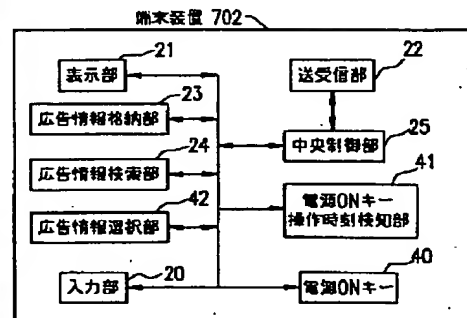 端末装置 702
21
表示部
22
送受信部
23
広告情報格納部
25
中央制御部
24
広告情報検索部
41
電源ONキー
操作時刻検知部
42
広告情報選択部
20
入力部
40
電源ONキー